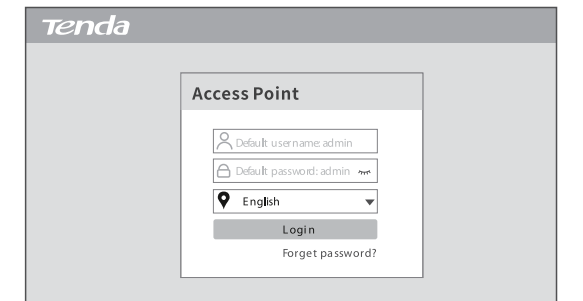 Tenda
Access Point
Default username: admin
Default password: admin
English
Login
Forget password?